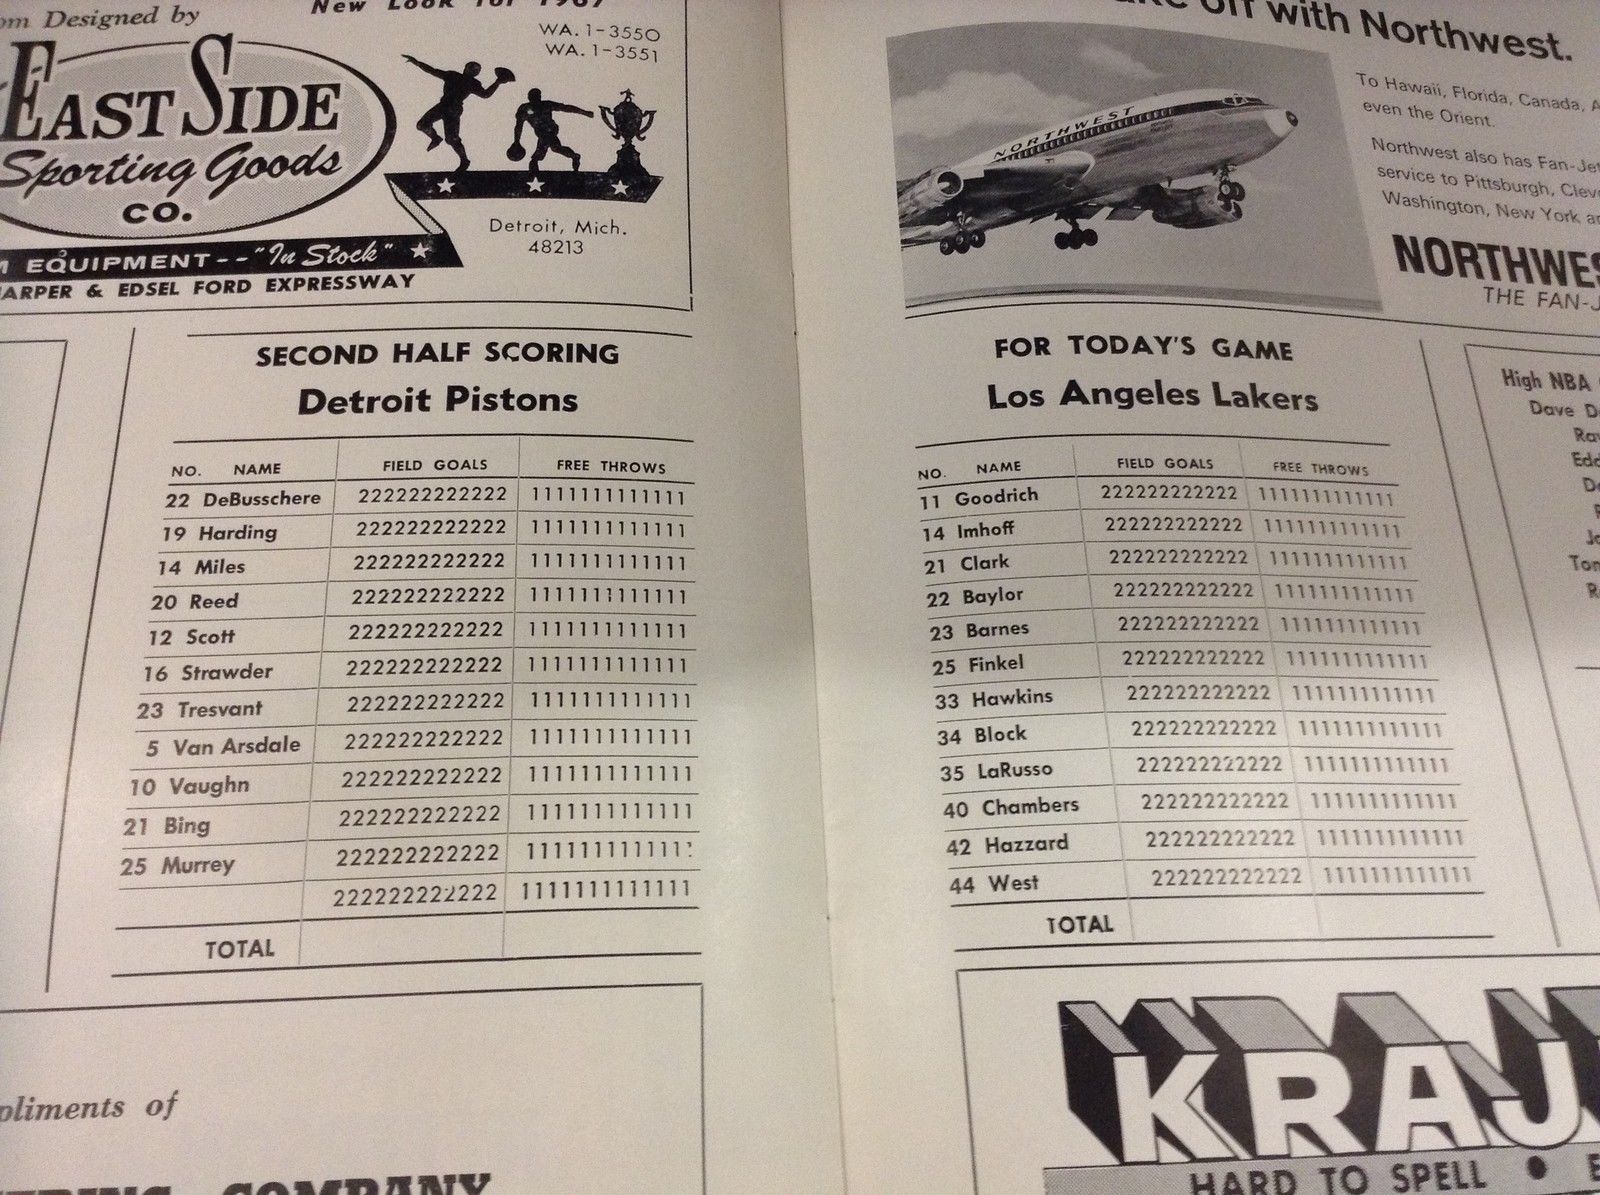 Designed by
New Look for 1967
WA. 1-3550
WA. 1-3551
EAST SIDE
Sporting Goods
CO.
Detroit, Mich.
48213
EQUIPMENT--"In Stock"
HARPER & EDSEL FORD EXPRESSWAY
SECOND HALF SCORING
Detroit Pistons
NO. NAME FIELD GOALS FREE THROWS
22 DeBusschere 222222222222 1111111111111
19 Harding 222222222222 1111111111111
14 Miles 222222222222 1111111111111
20 Reed 222222222222 1111111111111
12 Scott 222222222222 1111111111111
16 Strawder 222222222222 1111111111111
23 Tresvant 222222222222 1111111111111
5 Van Arsdale 222222222222 1111111111111
10 Vaughn 222222222222 1111111111111
21 Bing 222222222222 1111111111111
25 Murrey 222222222222 1111111111111
222222222222 1111111111111
TOTAL
pliments of
COMPANY
off with Northwest.
NORTHWEST
To Hawaii, Florida, Canada,
even the Orient.
Northwest also has Fan-Jet
service to Pittsburgh,
Washington, New York
NORTHWES
THE FAN-J
FOR TODAY'S GAME
Los Angeles Lakers
NO. NAME FIELD GOALS FREE THROWS
11 Goodrich 222222222222 1111111111111
14 Imhoff 222222222222 1111111111111
21 Clark 222222222222 1111111111111
22 Baylor 222222222222 1111111111111
23 Barnes 222222222222 1111111111111
25 Finkel 222222222222 1111111111111
33 Hawkins 222222222222 1111111111111
34 Block 222222222222 1111111111111
35 LaRusso 222222222222 1111111111111
40 Chambers 222222222222 1111111111111
42 Hazzard 222222222222 1111111111111
44 West 222222222222 1111111111111
TOTAL
High NBA
Dave D
Ra
Edd
Tom
KRAJ
HARD TO SPELL •